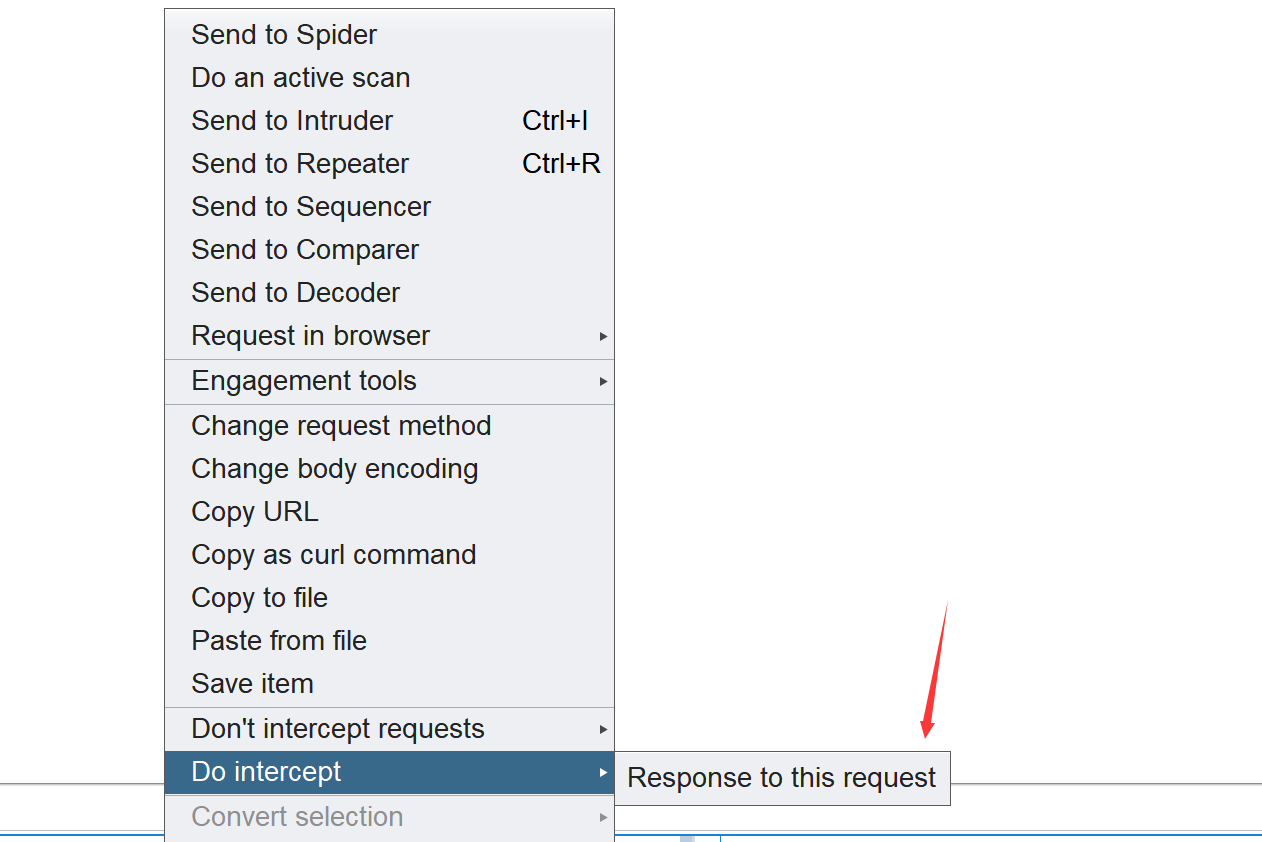 Send to Spider
Do an active scan
Send to Intruder Ctrl+I
Send to Repeater Ctrl+R
Send to Sequencer
Send to Comparer
Send to Decoder
Request in browser
Engagement tools
Change request method
Change body encoding
Copy URL
Copy as curl command
Copy to file
Paste from file
Save item
Don't intercept requests
Do intercept
Response to this request
Convert selection